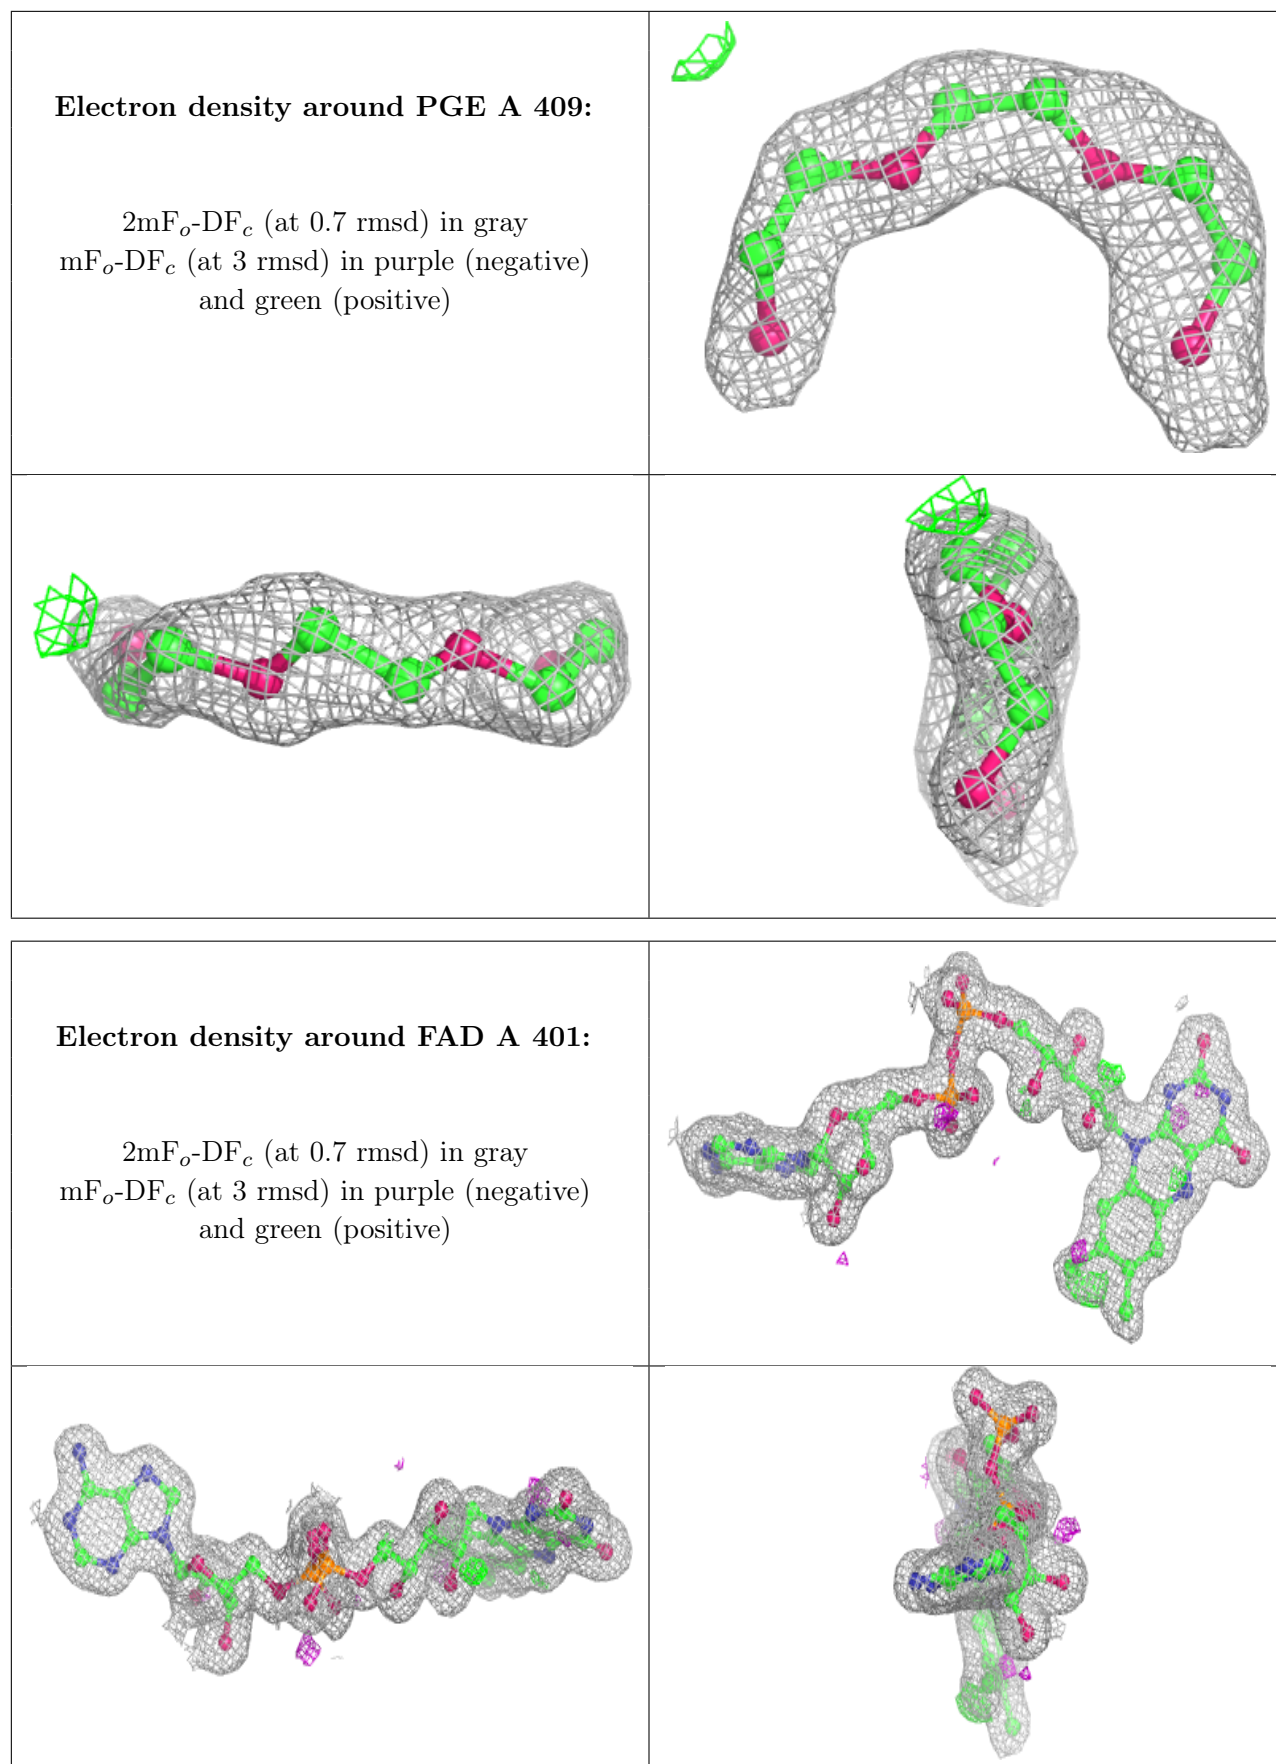 Electron density around PGE A 409:
2mFₒ-DF𝒸 (at 0.7 rmsd) in gray
mFₒ-DF𝒸 (at 3 rmsd) in purple (negative)
and green (positive)
Electron density around FAD A 401:
2mFₒ-DF𝒸 (at 0.7 rmsd) in gray
mFₒ-DF𝒸 (at 3 rmsd) in purple (negative)
and green (positive)